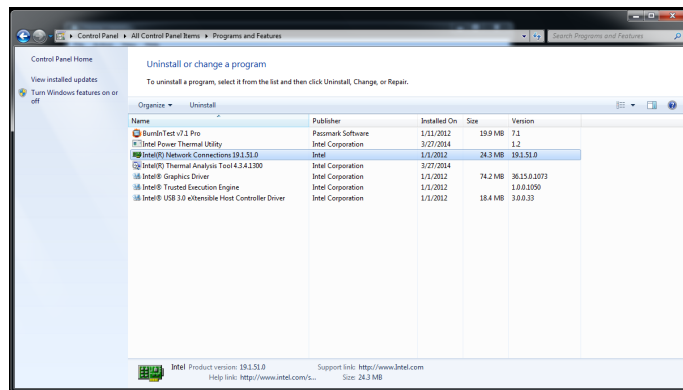 Control Panel ▸ All Control Panel Items ▸ Programs and Features
Search Programs and Features
Control Panel Home
View installed updates
Turn Windows features on or off
Uninstall or change a program
To uninstall a program, select it from the list and then click Uninstall, Change, or Repair.
Organize Uninstall
Name Publisher Installed On Size Version
BurnInTest v7.1 Pro Passmark Software 1/11/2012 19.9 MB 7.1
Intel Power Thermal Utility Intel Corporation 3/27/2014 1.2
Intel(R) Network Connections 19.1.51.0 Intel 1/1/2012 24.3 MB 19.1.51.0
Intel(R) Thermal Analysis Tool 4.3.4.1300 Intel Corporation 3/27/2014
Intel® Graphics Driver Intel Corporation 1/1/2012 74.2 MB 36.15.0.1073
Intel® Trusted Execution Engine Intel Corporation 1/1/2012 1.0.0.1050
Intel® USB 3.0 eXtensible Host Controller Driver Intel Corporation 1/1/2012 18.4 MB 3.0.0.33
Intel Product version: 19.1.51.0 Support link: http://www.Intel.com
Help link: http://www.intel.com/s... Size: 24.3 MB